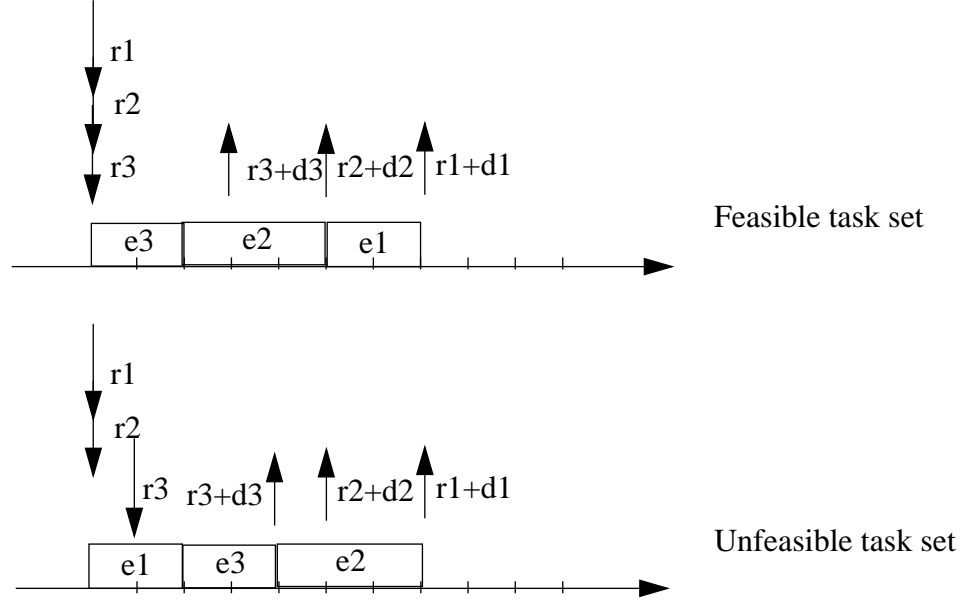 r1
r2
r3
r3+d3 r2+d2 r1+d1
Feasible task set
e3 e2 e1
r1
r2
r3 r3+d3 r2+d2 r1+d1
Unfeasible task set
e1 e3 e2